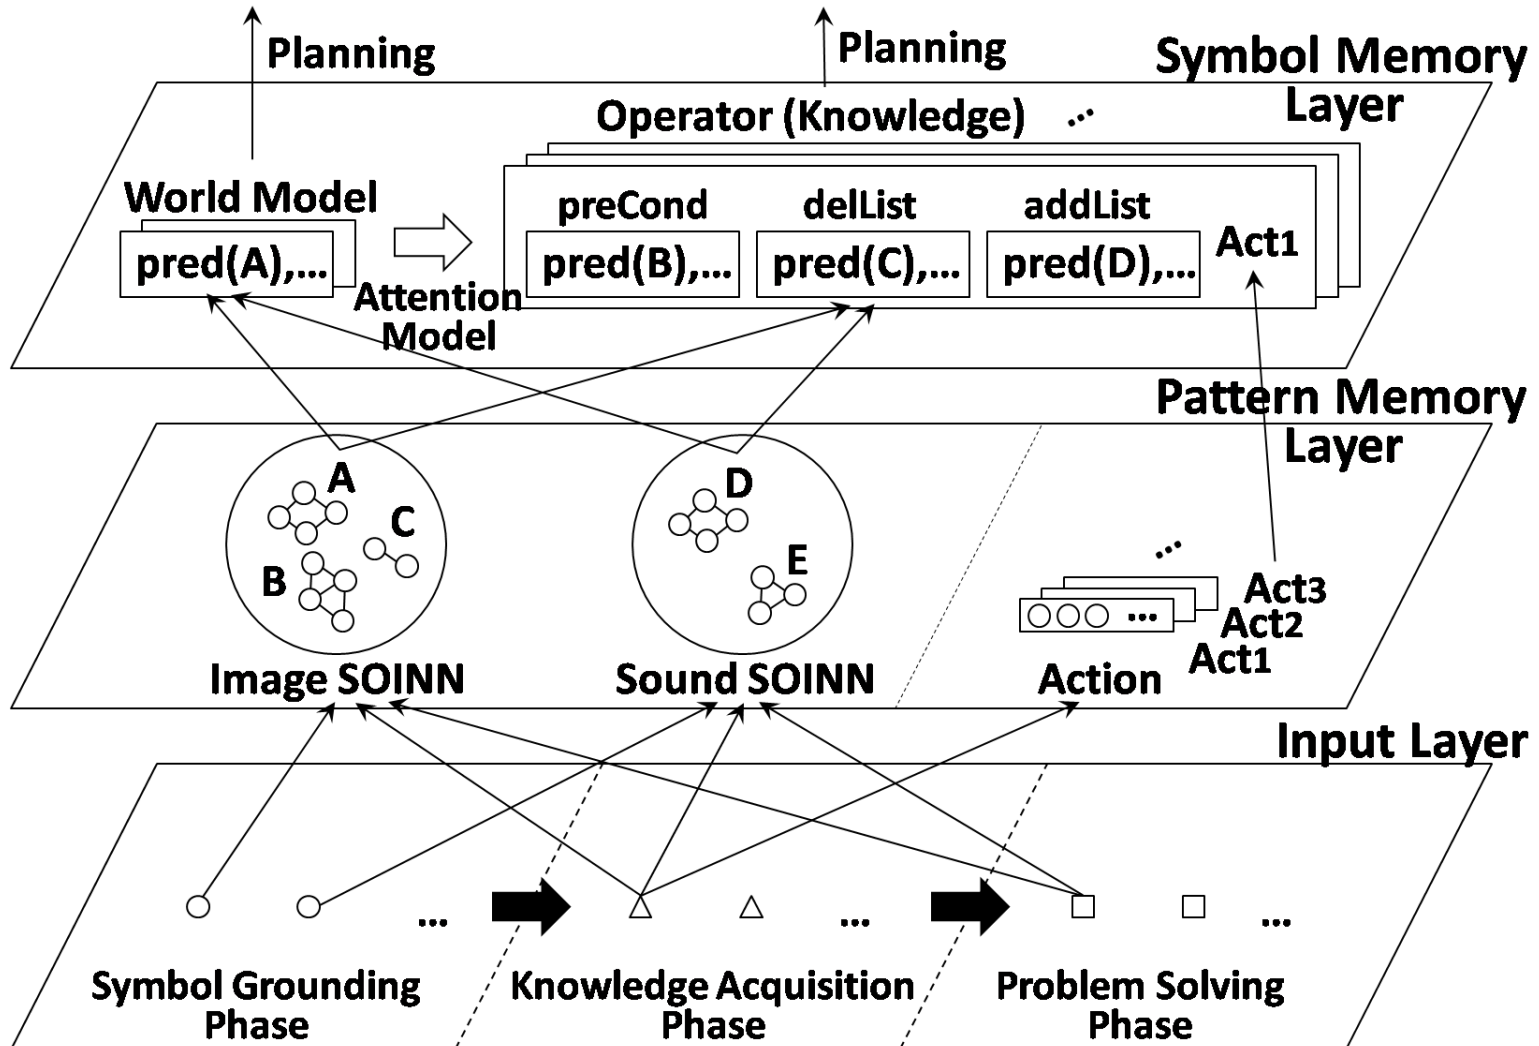 Planning
Planning
Symbol Memory
Layer
Operator (Knowledge) ...
World Model
preCond
delList
addList
Act1
pred(A),...
pred(B),...
pred(C),...
pred(D),...
Attention
Model
Pattern Memory
Layer
A
C
B
D
E
...
Act3
Act2
Act1
...
Image SOINN
Sound SOINN
Action
Input Layer
...
...
...
Symbol Grounding
Phase
Knowledge Acquisition
Phase
Problem Solving
Phase